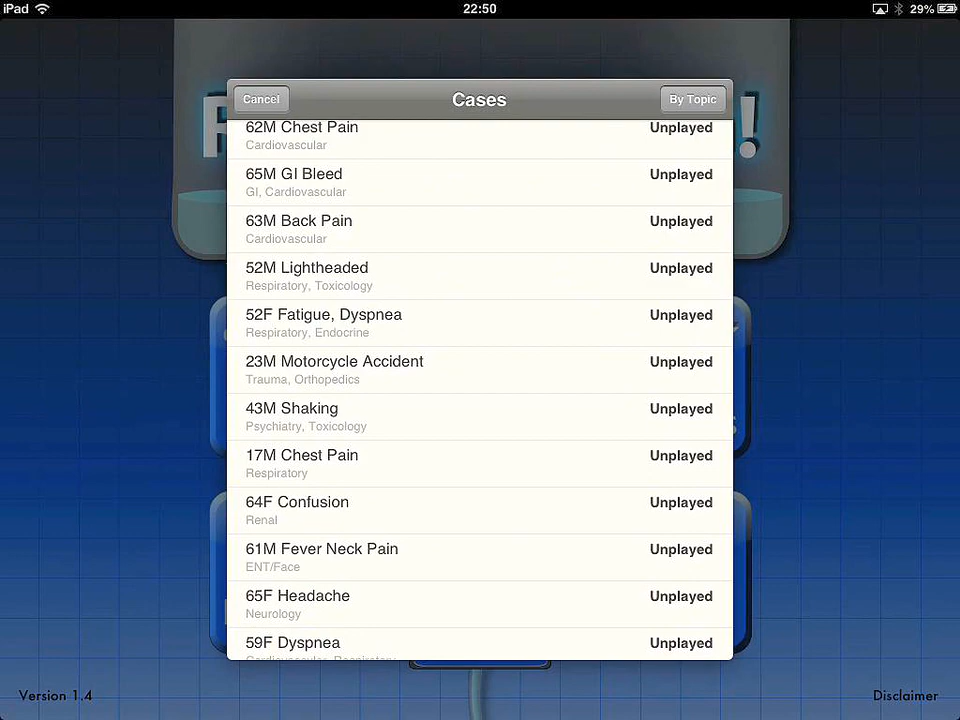 iPad 22:50 29%
Cancel Cases By Topic
62M Chest Pain Unplayed
Cardiovascular
65M GI Bleed Unplayed
GI, Cardiovascular
63M Back Pain Unplayed
Cardiovascular
52M Lightheaded Unplayed
Respiratory, Toxicology
52F Fatigue, Dyspnea Unplayed
Respiratory, Endocrine
23M Motorcycle Accident Unplayed
Trauma, Orthopedics
43M Shaking Unplayed
Psychiatry, Toxicology
17M Chest Pain Unplayed
Respiratory
64F Confusion Unplayed
Renal
61M Fever Neck Pain Unplayed
ENT/Face
65F Headache Unplayed
Neurology
59F Dyspnea Unplayed
Cardiovascular, Respiratory
Version 1.4 Disclaimer